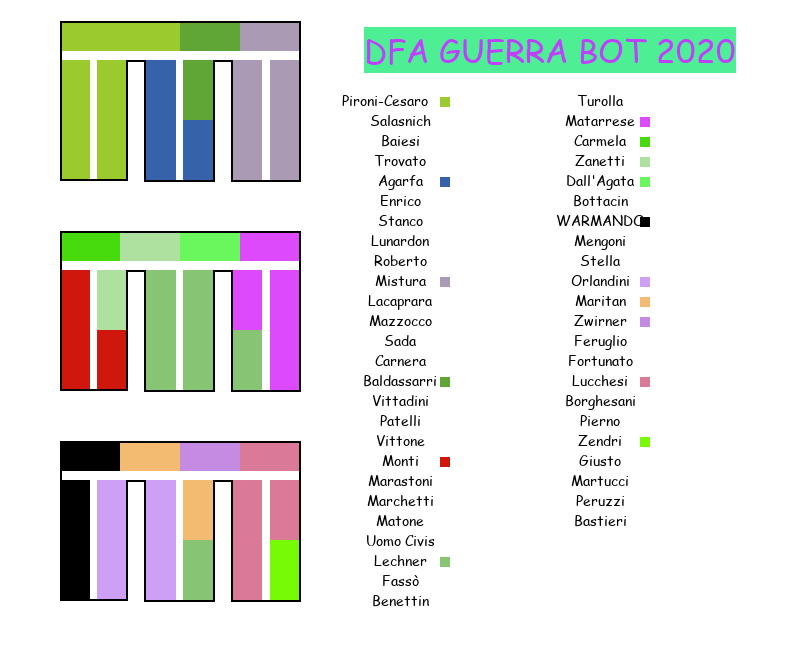 DFA GUERRA BOT 2020
Pironi-Cesaro
Salasnich
Baiesi
Trovato
Agarfa
Enrico
Stanco
Lunardon
Roberto
Mistura
Lacaprara
Mazzocco
Sada
Carnera
Baldassarri
Vittadini
Patelli
Vittone
Monti
Marastoni
Marchetti
Matone
Uomo Civis
Lechner
Fassò
Benettin
Turolla
Matarrese
Carmela
Zanetti
Dall'Agata
Bottacin
WARMANDO
Mengoni
Stella
Orlandini
Maritan
Zwirner
Feruglio
Fortunato
Lucchesi
Borghesani
Pierno
Zendri
Giusto
Martucci
Peruzzi
Bastieri